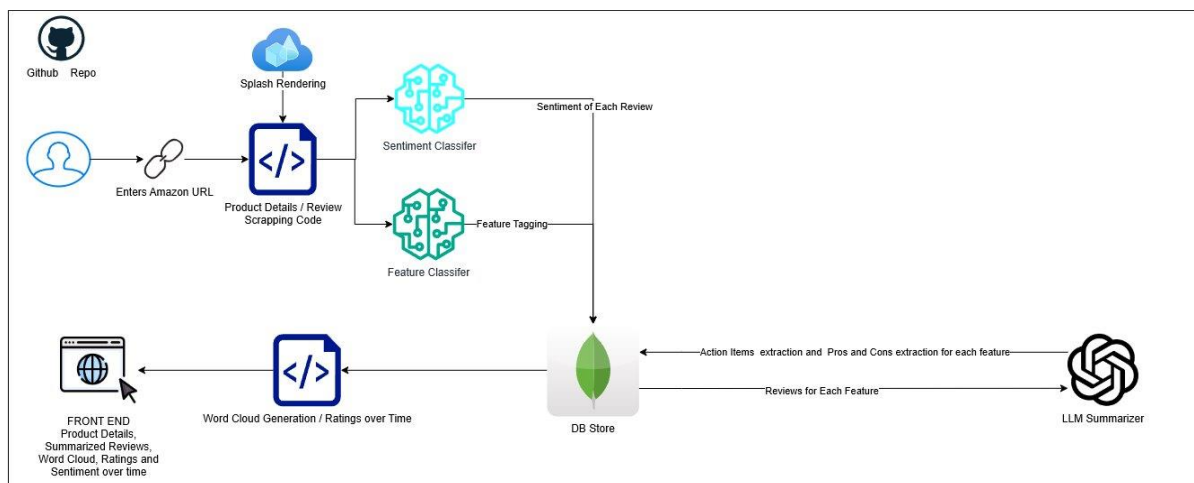 Github Repo
Splash Rendering
Enters Amazon URL
Product Details / Review
Scrapping Code
Sentiment Classifer
Sentiment of Each Review
Feature Classifer
Feature Tagging
FRONT END
Product Details,
Summarized Reviews,
Word Cloud, Ratings and
Sentiment over time
Word Cloud Generation / Ratings over Time
DB Store
Action Items extraction and Pros and Cons extraction for each feature
Reviews for Each Feature
LLM Summarizer